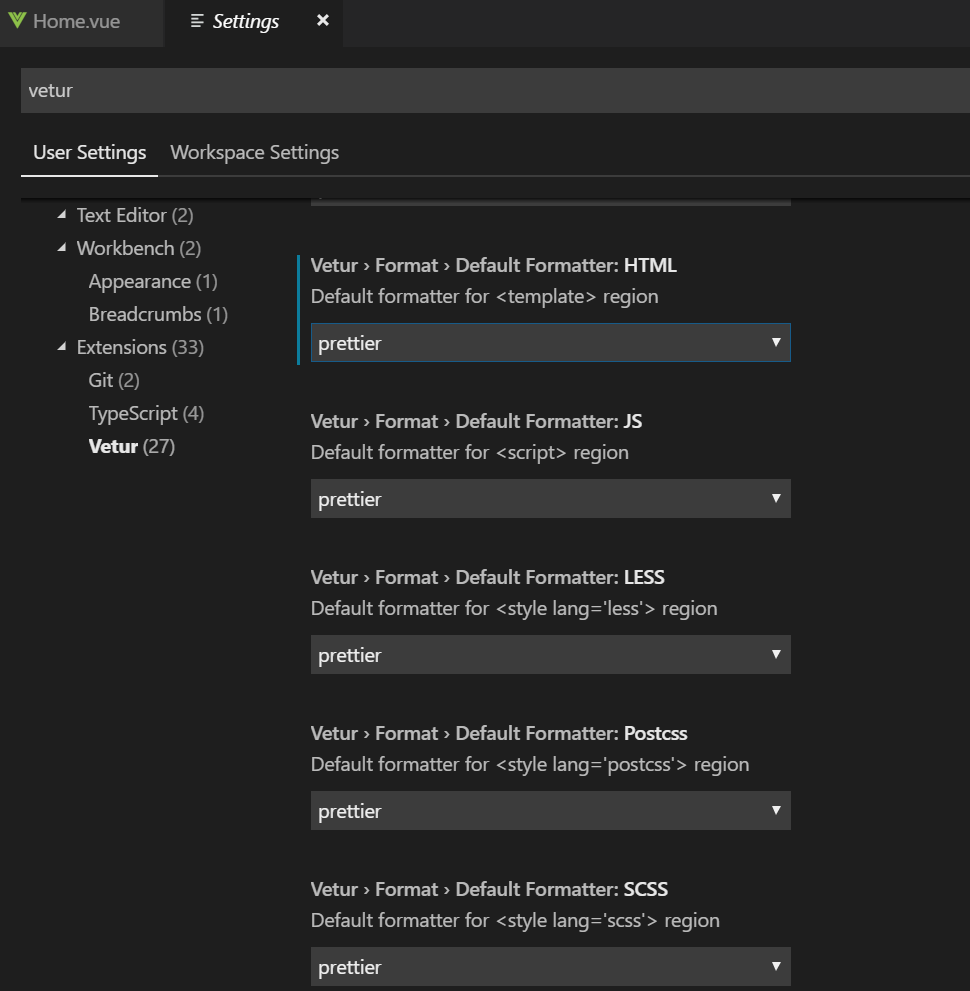 Home.vue
Settings
vetur
User Settings
Workspace Settings
Text Editor (2)
Workbench (2)
Appearance (1)
Breadcrumbs (1)
Extensions (33)
Git (2)
TypeScript (4)
Vetur (27)
Vetur › Format › Default Formatter: HTML
Default formatter for <template> region
prettier
Vetur › Format › Default Formatter: JS
Default formatter for <script> region
prettier
Vetur › Format › Default Formatter: LESS
Default formatter for <style lang='less'> region
prettier
Vetur › Format › Default Formatter: Postcss
Default formatter for <style lang='postcss'> region
prettier
Vetur › Format › Default Formatter: SCSS
Default formatter for <style lang='scss'> region
prettier